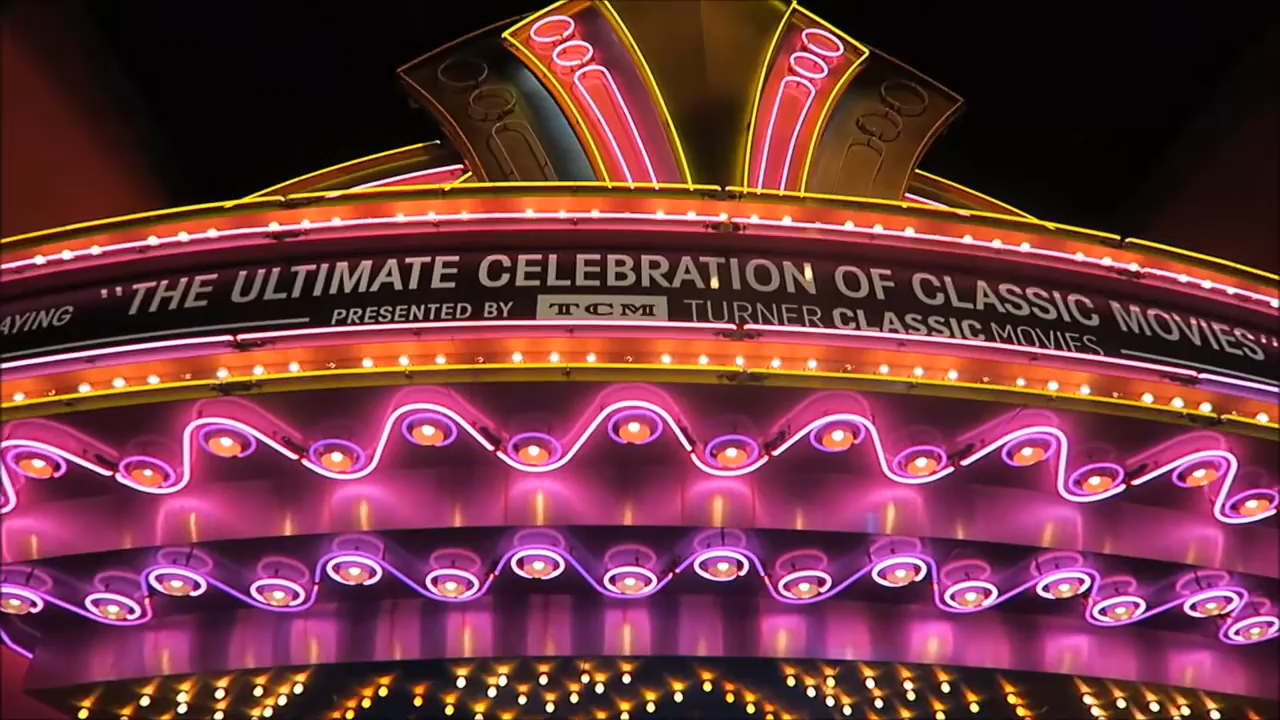 AYING "THE ULTIMATE CELEBRATION OF CLASSIC MOVIES"
PRESENTED BY TCM TURNER CLASSIC MOVIES